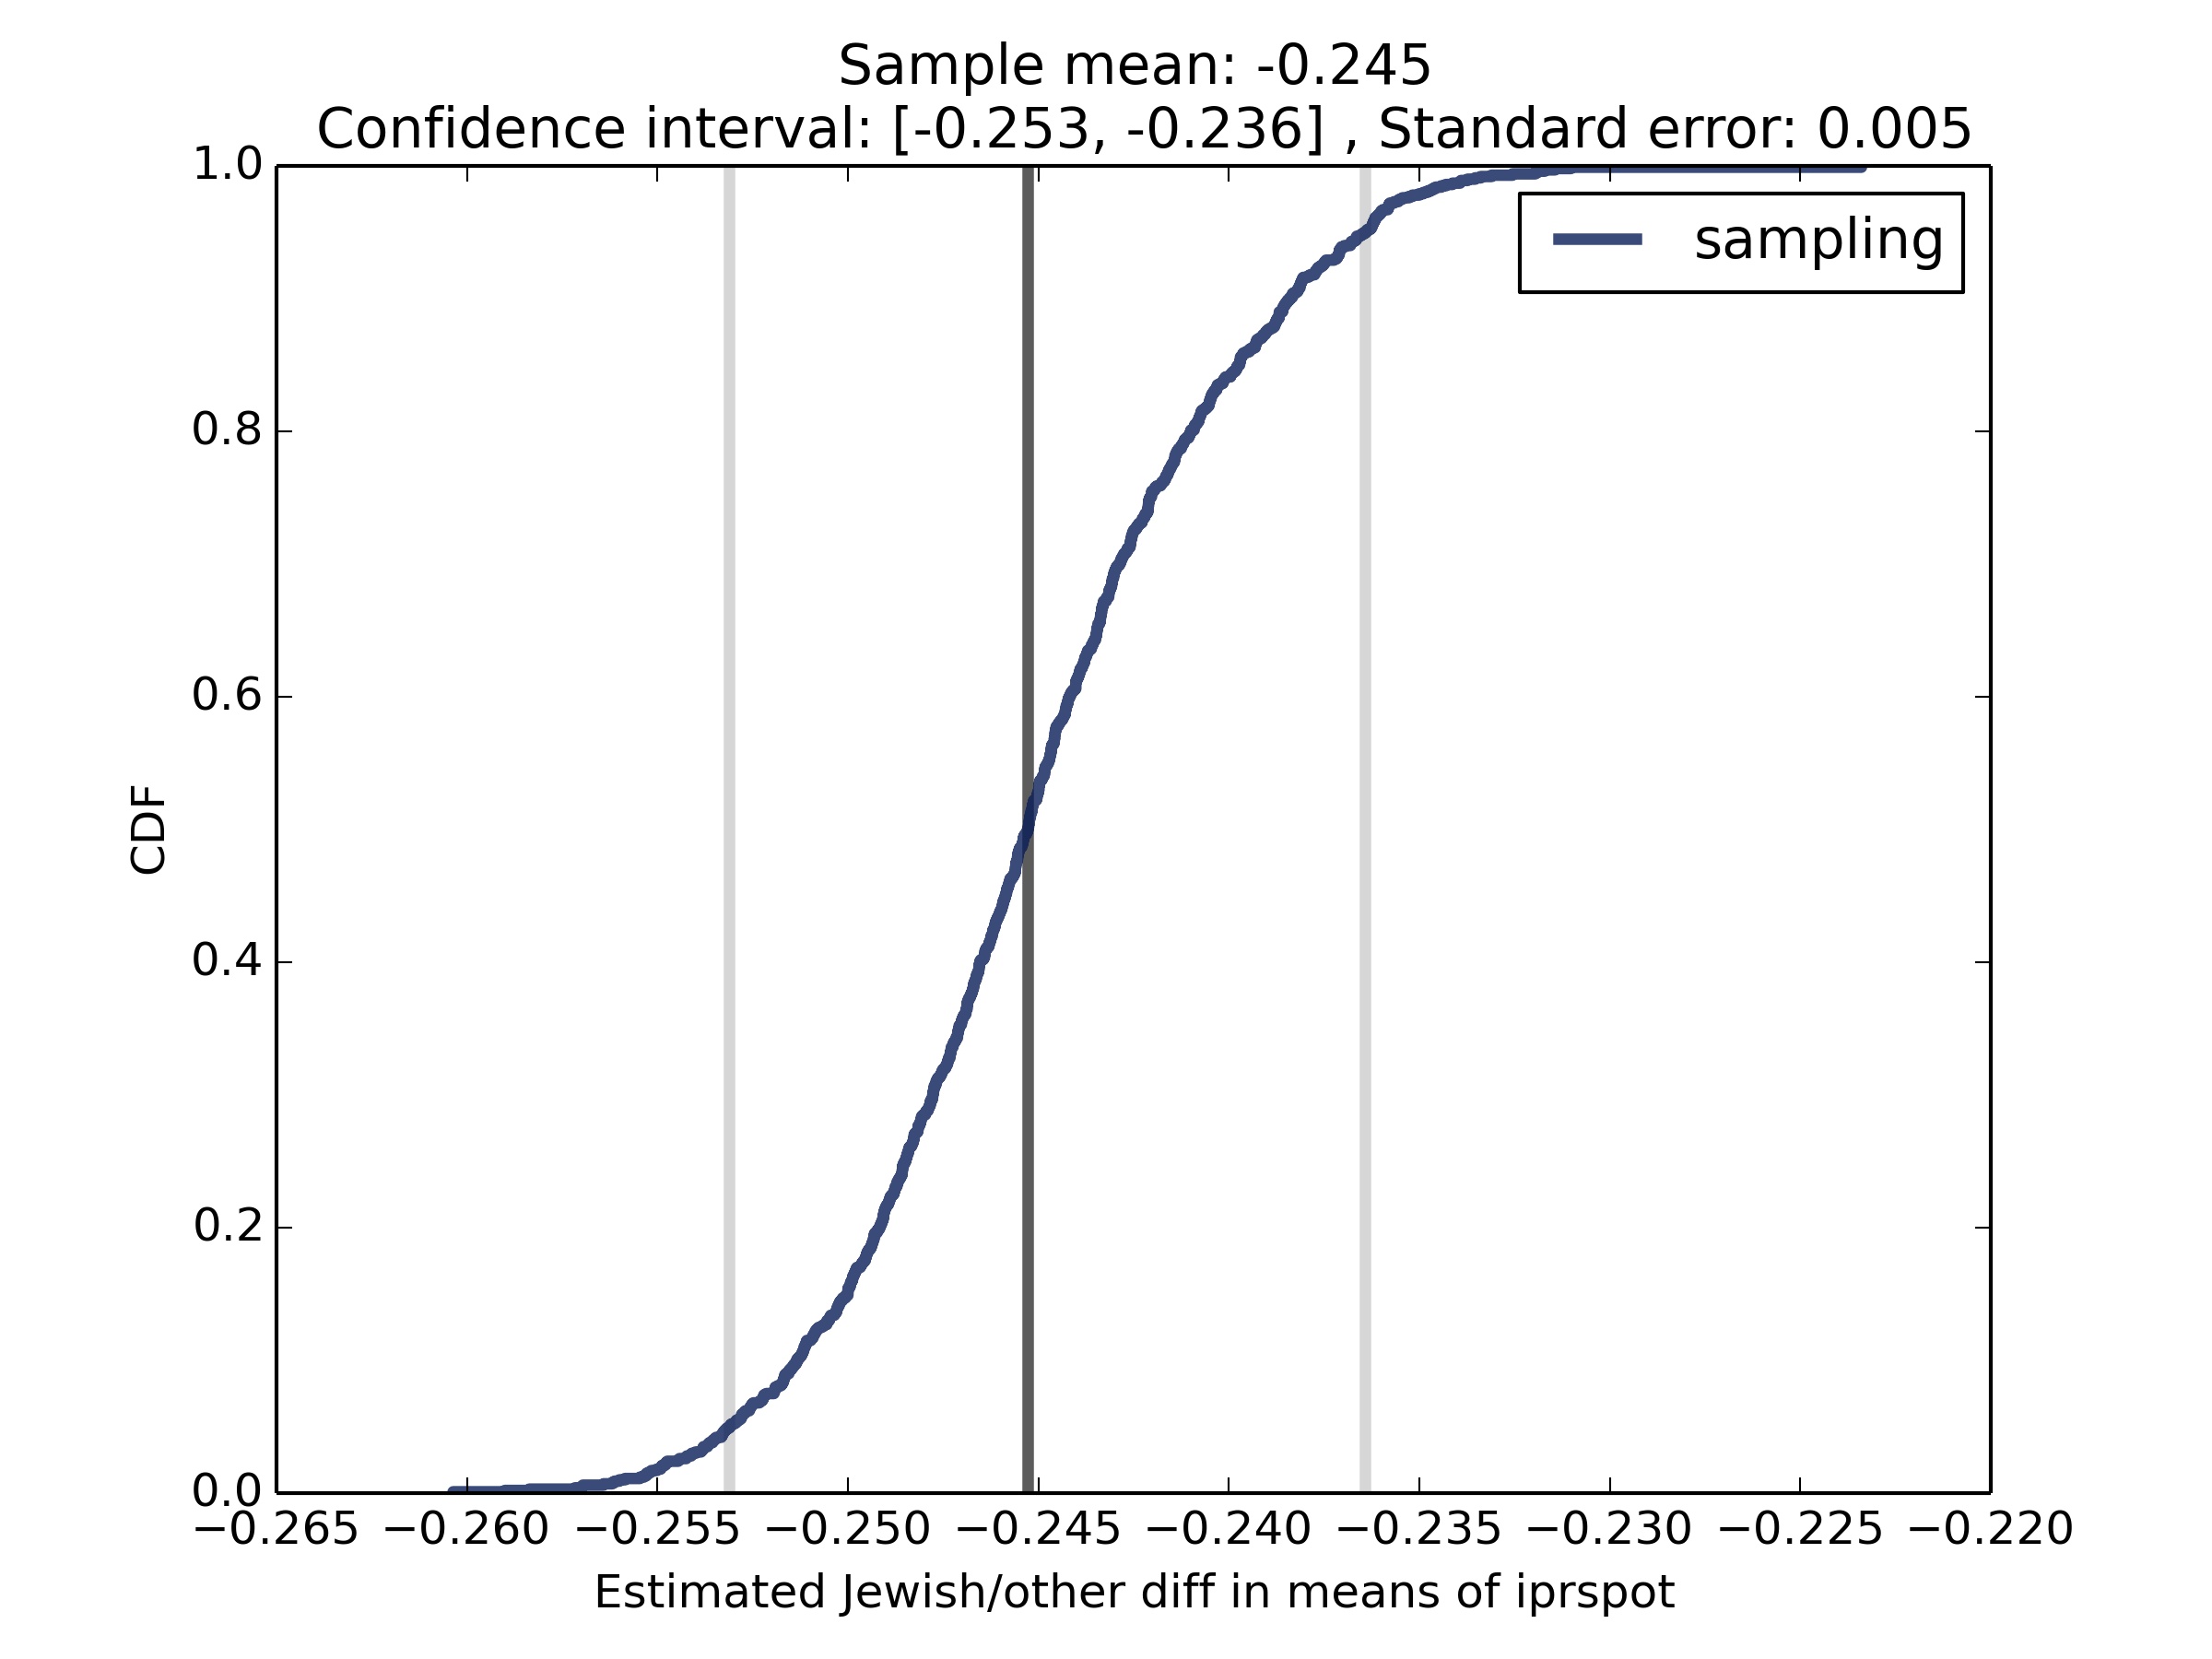 Sample mean: -0.245
Confidence interval: [-0.253, -0.236] , Standard error: 0.005
1.0
sampling
0.8
0.6
CDF
0.4
0.2
0.0
−0.265 −0.260 −0.255 −0.250 −0.245 −0.240 −0.235 −0.230 −0.225 −0.220
Estimated Jewish/other diff in means of iprspot